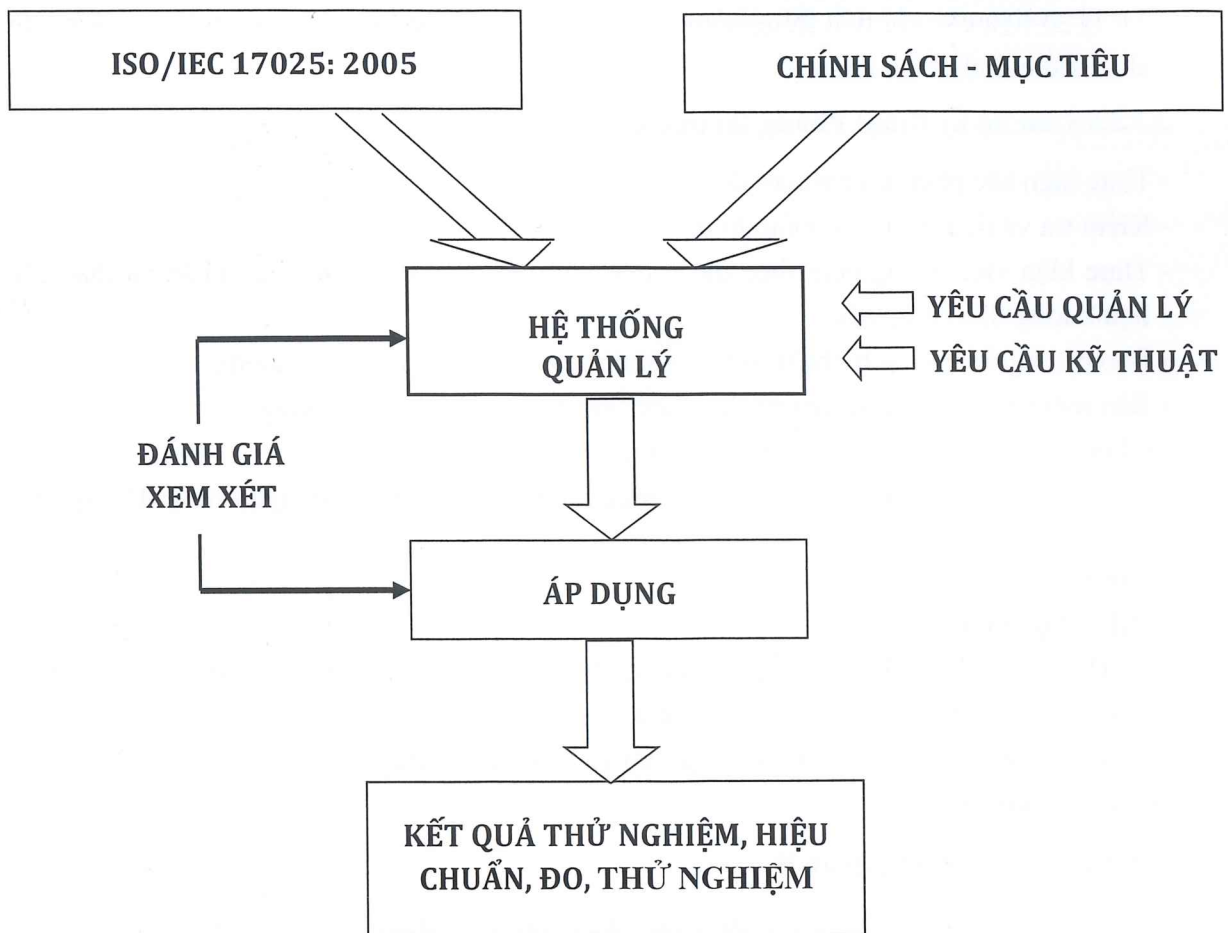 ISO/IEC 17025: 2005
CHÍNH SÁCH - MỤC TIÊU
HỆ THỐNG
QUẢN LÝ
YÊU CẦU QUẢN LÝ
YÊU CẦU KỸ THUẬT
ĐÁNH GIÁ
XEM XÉT
ÁP DỤNG
KẾT QUẢ THỬ NGHIỆM, HIỆU
CHUẨN, ĐO, THỬ NGHIỆM